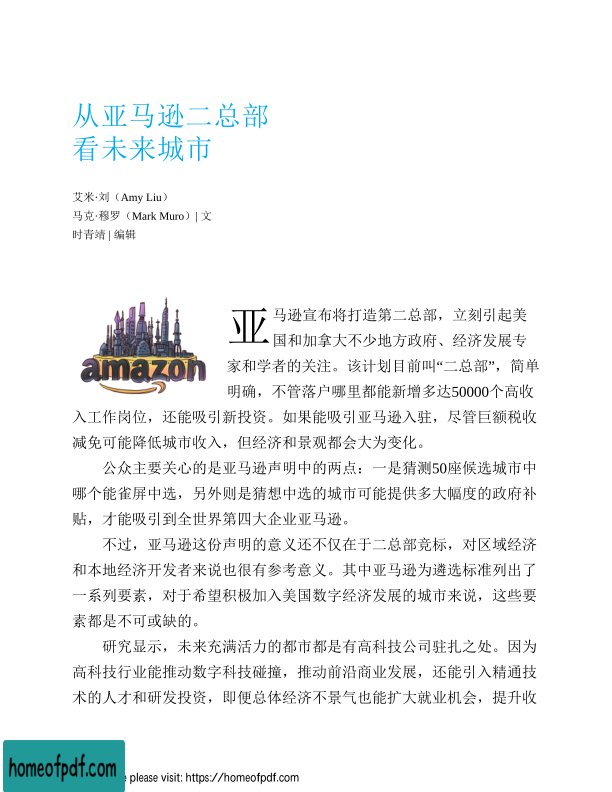 从亚马逊二总部
看未来城市
艾米·刘（Amy Liu）
马克·穆罗（Mark Muro）| 文
时青靖 | 编辑
amazon
亚马逊宣布将打造第二总部，立刻引起美
国和加拿大不少地方政府、经济发展专
家和学者的关注。该计划目前叫“二总部”，简单
明确，不管落户哪里都能新增多达50000个高收
入工作岗位，还能吸引新投资。如果能吸引亚马逊入驻，尽管巨额税收
减免可能降低城市收入，但经济和景观都会大为变化。
公众主要关心的是亚马逊声明中的两点：一是猜测50座候选城市中
哪个能雀屏中选，另外则是猜想中选的城市可能提供多大幅度的政府补
贴，才能吸引到全世界第四大企业亚马逊。
不过，亚马逊这份声明的意义还不仅在于二总部竞标，对区域经济
和本地经济开发者来说也很有参考意义。其中亚马逊为遴选标准列出了
一系列要素，对于希望积极加入美国数字经济发展的城市来说，这些要
素都是不可或缺的。
研究显示，未来充满活力的都市都是有高科技公司驻扎之处。因为
高科技行业能推动数字科技碰撞，推动前沿商业发展，还能引入精通技
术的人才和研发投资，即便总体经济不景气也能扩大就业机会，提升收
homeofpdf.com
e please visit: https://homeofpdf.com